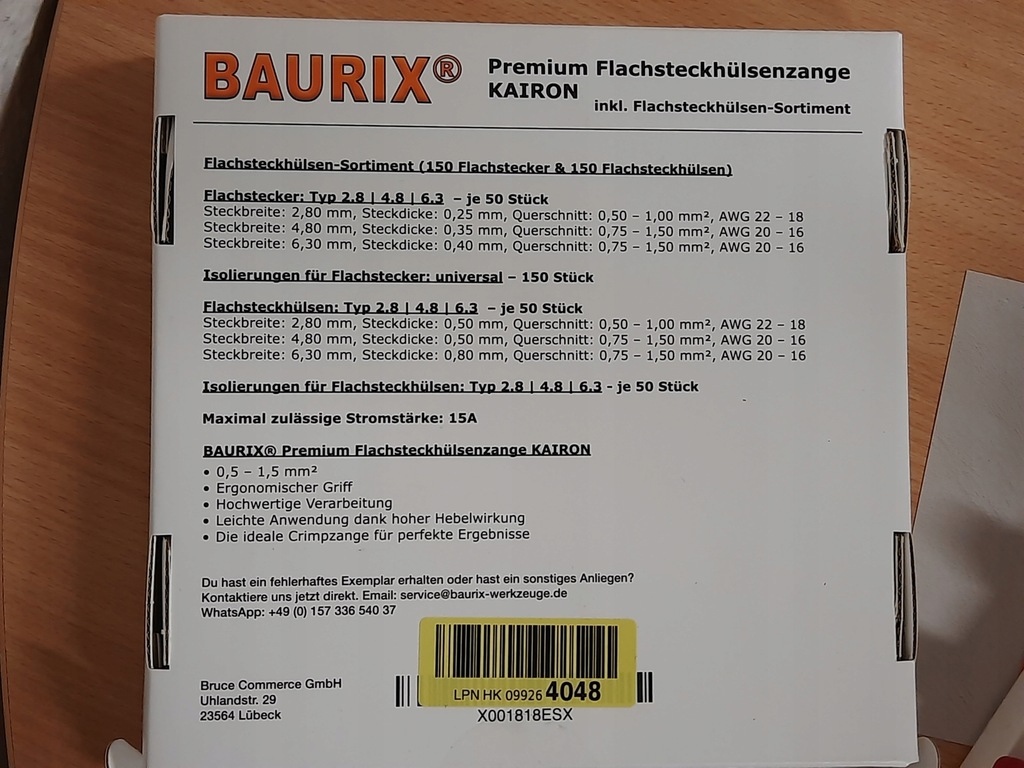 BAURIX®
Premium Flachsteckhülsenzange
KAIRON
inkl. Flachsteckhülsen-Sortiment
Flachsteckhülsen-Sortiment (150 Flachstecker & 150 Flachsteckhülsen)
Flachstecker: Typ 2.8 | 4.8 | 6.3 – je 50 Stück
Steckbreite: 2,80 mm, Steckdicke: 0,25 mm, Querschnitt: 0,50 – 1,00 mm², AWG 22 – 18
Steckbreite: 4,80 mm, Steckdicke: 0,35 mm, Querschnitt: 0,75 – 1,50 mm², AWG 20 – 16
Steckbreite: 6,30 mm, Steckdicke: 0,40 mm, Querschnitt: 0,75 – 1,50 mm², AWG 20 – 16
Isolierungen für Flachstecker: universal – 150 Stück
Flachsteckhülsen: Typ 2.8 | 4.8 | 6.3 – je 50 Stück
Steckbreite: 2,80 mm, Steckdicke: 0,50 mm, Querschnitt: 0,50 – 1,00 mm², AWG 22 – 18
Steckbreite: 4,80 mm, Steckdicke: 0,50 mm, Querschnitt: 0,75 – 1,50 mm², AWG 20 – 16
Steckbreite: 6,30 mm, Steckdicke: 0,80 mm, Querschnitt: 0,75 – 1,50 mm², AWG 20 – 16
Isolierungen für Flachsteckhülsen: Typ 2.8 | 4.8 | 6.3 - je 50 Stück
Maximal zulässige Stromstärke: 15A
BAURIX® Premium Flachsteckhülsenzange KAIRON
• 0,5 – 1,5 mm²
• Ergonomischer Griff
• Hochwertige Verarbeitung
• Leichte Anwendung dank hoher Hebelwirkung
• Die ideale Crimpzange für perfekte Ergebnisse
Du hast ein fehlerhaftes Exemplar erhalten oder hast ein sonstiges Anliegen?
Kontaktiere uns jetzt direkt. Email: service@baurix-werkzeuge.de
WhatsApp: +49 (0) 157 336 540 37
Bruce Commerce GmbH
Uhlandstr. 29
23564 Lübeck
LPN HK 09926 4048
X001818ESX